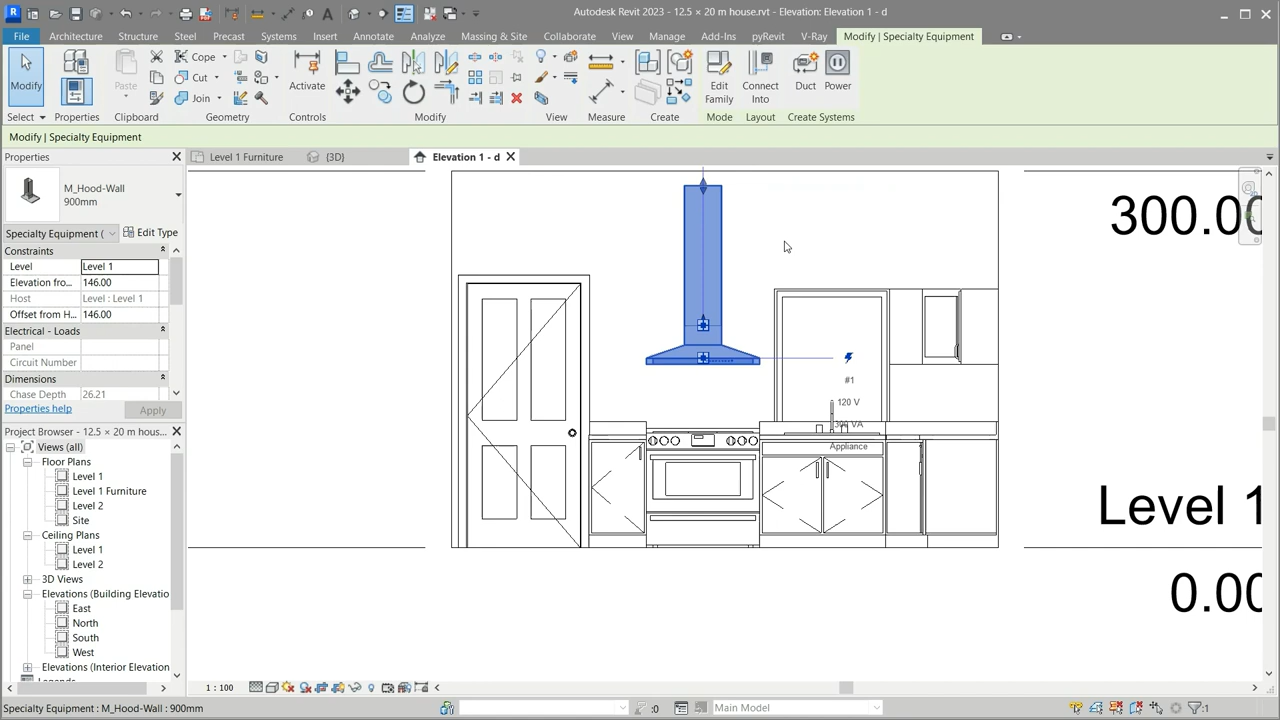 Autodesk Revit 2023 - 12.5 × 20 m house.rvt - Elevation: Elevation 1 - d
File Architecture Structure Steel Precast Systems Insert Annotate Analyze Massing & Site Collaborate View Manage Add-Ins pyRevit V-Ray Modify | Specialty Equipment
Modify Paste Cope Cut Join Activate Edit Family Connect Into Duct Power
Select Properties Clipboard Geometry Controls Modify View Measure Create Mode Layout Create Systems
Modify | Specialty Equipment
Properties
Level 1 Furniture {3D} Elevation 1 - d
M_Hood-Wall
900mm
Specialty Equipment ( Edit Type
Constraints
Level Level 1
Elevation fro... 146.00
Host Level : Level 1
Offset from H... 146.00
Electrical - Loads
Panel
Circuit Number
Dimensions
Chase Depth 26.21
Properties help Apply
Project Browser - 12.5 × 20 m hous...
Views (all)
Floor Plans
Level 1
Level 1 Furniture
Level 2
Site
Ceiling Plans
Level 1
Level 2
3D Views
Elevations (Building Elevatio
East
North
South
West
Elevations (Interior Elevation
300.00
#1
120 V
300 VA
Appliance
Level 1
0.00
1 : 100
Specialty Equipment : M_Hood-Wall : 900mm :0 Main Model :1